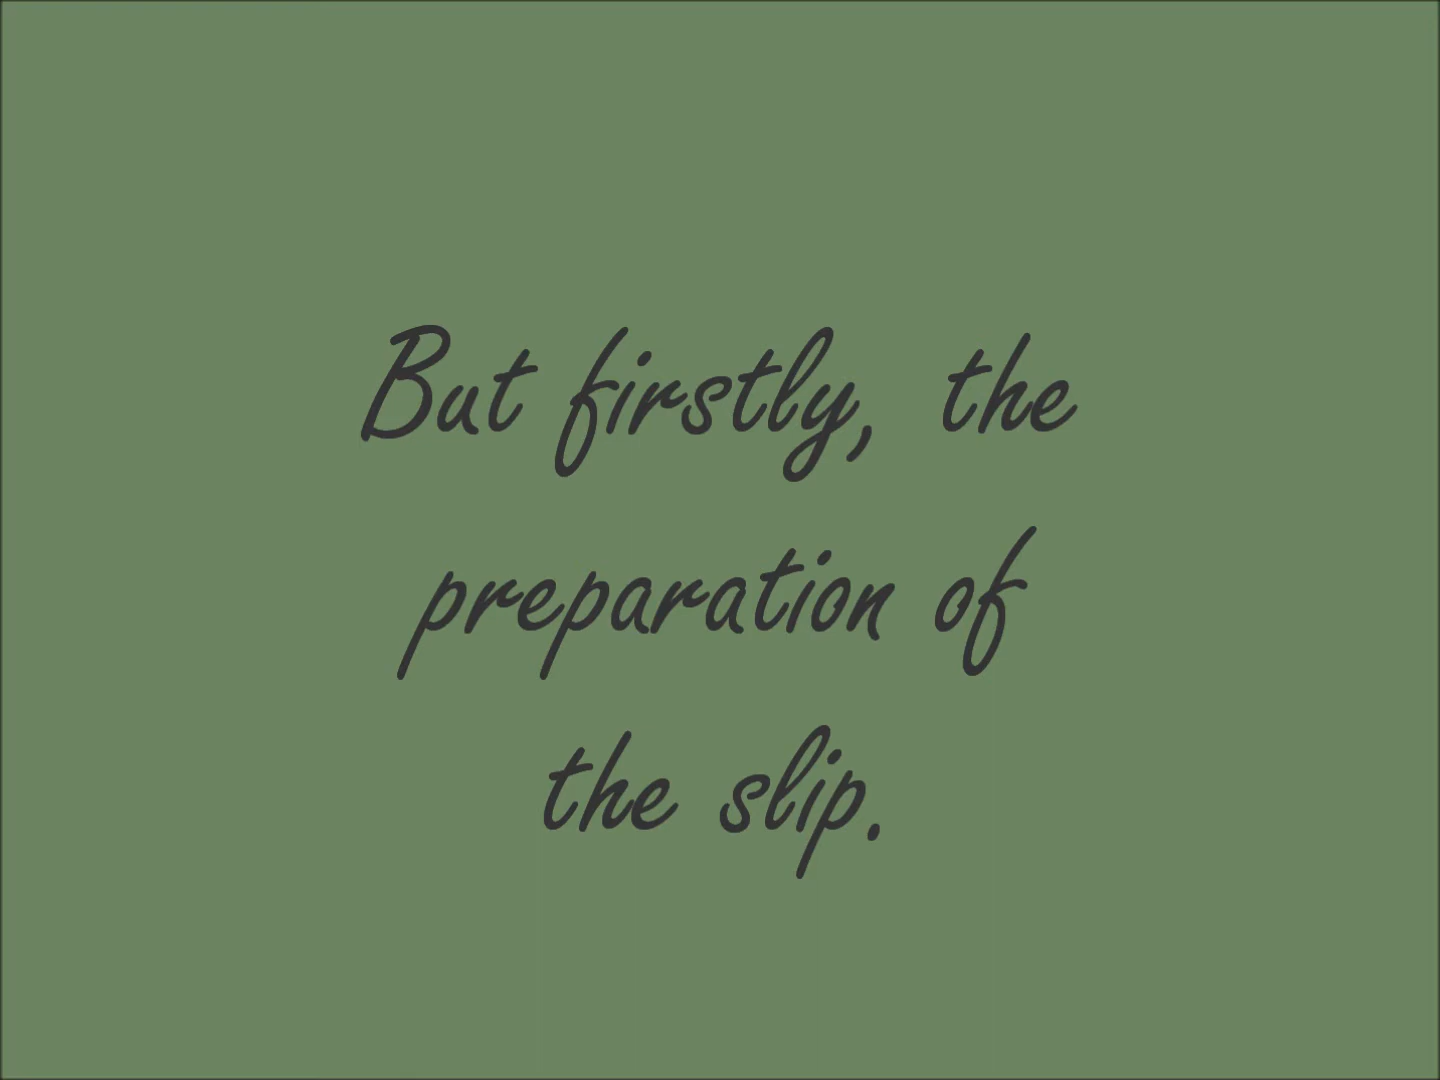 But firstly, the
preparation of
the slip.